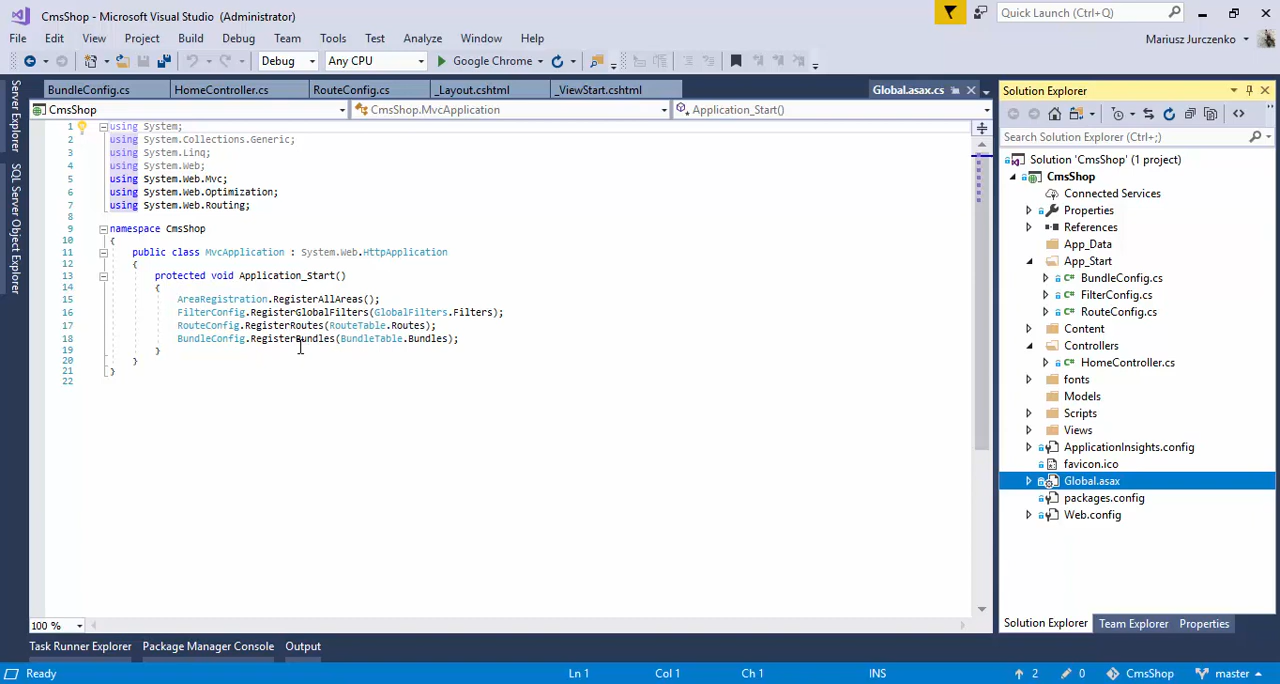 CmsShop - Microsoft Visual Studio (Administrator)
Quick Launch (Ctrl+Q)
File Edit View Project Build Debug Team Tools Test Analyze Window Help
Mariusz Jurczenko
Debug Any CPU Google Chrome
BundleConfig.cs HomeController.cs RouteConfig.cs _Layout.cshtml _ViewStart.cshtml Global.asax.cs
CmsShop CmsShop.MvcApplication Application_Start()
Server Explorer
SQL Server Object Explorer
1 using System;
2 using System.Collections.Generic;
3 using System.Linq;
4 using System.Web;
5 using System.Web.Mvc;
6 using System.Web.Optimization;
7 using System.Web.Routing;
8
9 namespace CmsShop
10 {
11 public class MvcApplication : System.Web.HttpApplication
12 {
13 protected void Application_Start()
14 {
15 AreaRegistration.RegisterAllAreas();
16 FilterConfig.RegisterGlobalFilters(GlobalFilters.Filters);
17 RouteConfig.RegisterRoutes(RouteTable.Routes);
18 BundleConfig.RegisterBundles(BundleTable.Bundles);
19 }
20 }
21 }
22
100 %
Solution Explorer
Search Solution Explorer (Ctrl+;)
Solution 'CmsShop' (1 project)
CmsShop
Connected Services
Properties
References
App_Data
App_Start
BundleConfig.cs
FilterConfig.cs
RouteConfig.cs
Content
Controllers
HomeController.cs
fonts
Models
Scripts
Views
ApplicationInsights.config
favicon.ico
Global.asax
packages.config
Web.config
Solution Explorer Team Explorer Properties
Task Runner Explorer Package Manager Console Output
Ready Ln 1 Col 1 Ch 1 INS 2 0 CmsShop master